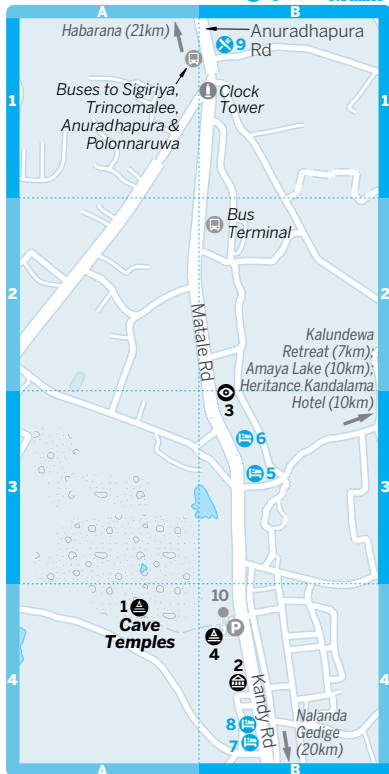 A
B
Habarana (21km)
Anuradhapura
Rd
9
Buses to Sigiriya,
Trincomalee,
Anuradhapura &
Polonnaruwa
Clock
Tower
1
1
Bus
Terminal
2
2
Matale Rd
Kalundewa
Retreat (7km);
Amaya Lake (10km);
Heritance Kandalama
Hotel (10km)
3
6
5
3
3
1
Cave
Temples
10
P
4
2
4
4
Kandy Rd
8
7
Nalanda
Gedige
(20km)
A
B